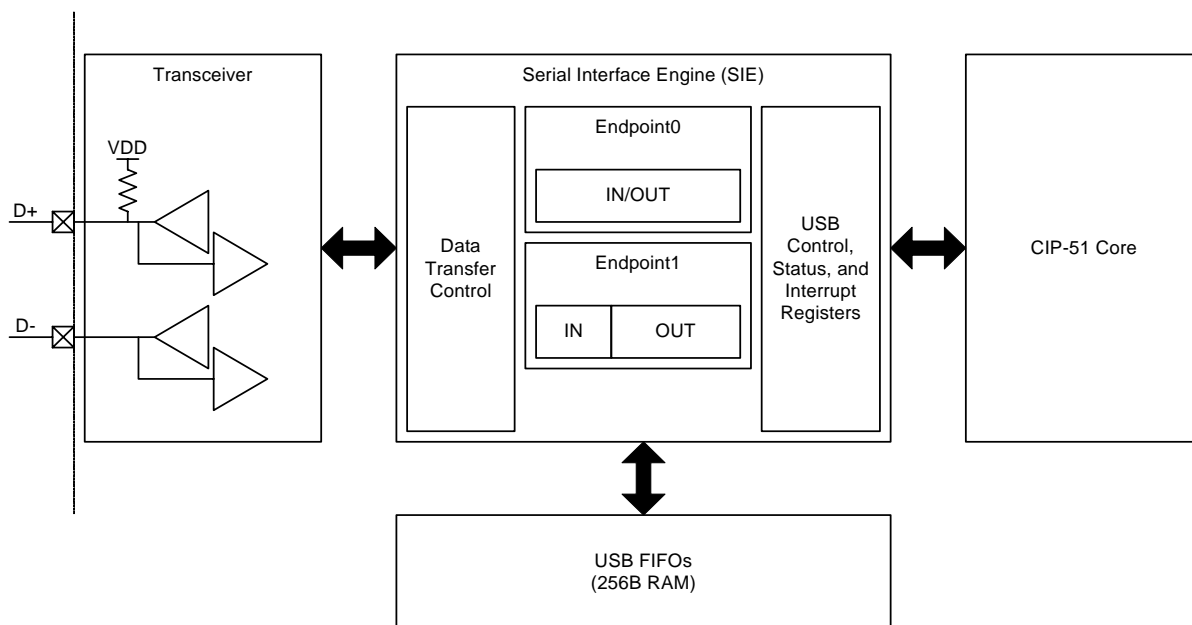 Transceiver
VDD
D+
D-
Serial Interface Engine (SIE)
Data
Transfer
Control
Endpoint0
IN/OUT
Endpoint1
IN
OUT
USB
Control,
Status, and
Interrupt
Registers
CIP-51 Core
USB FIFOs
(256B RAM)